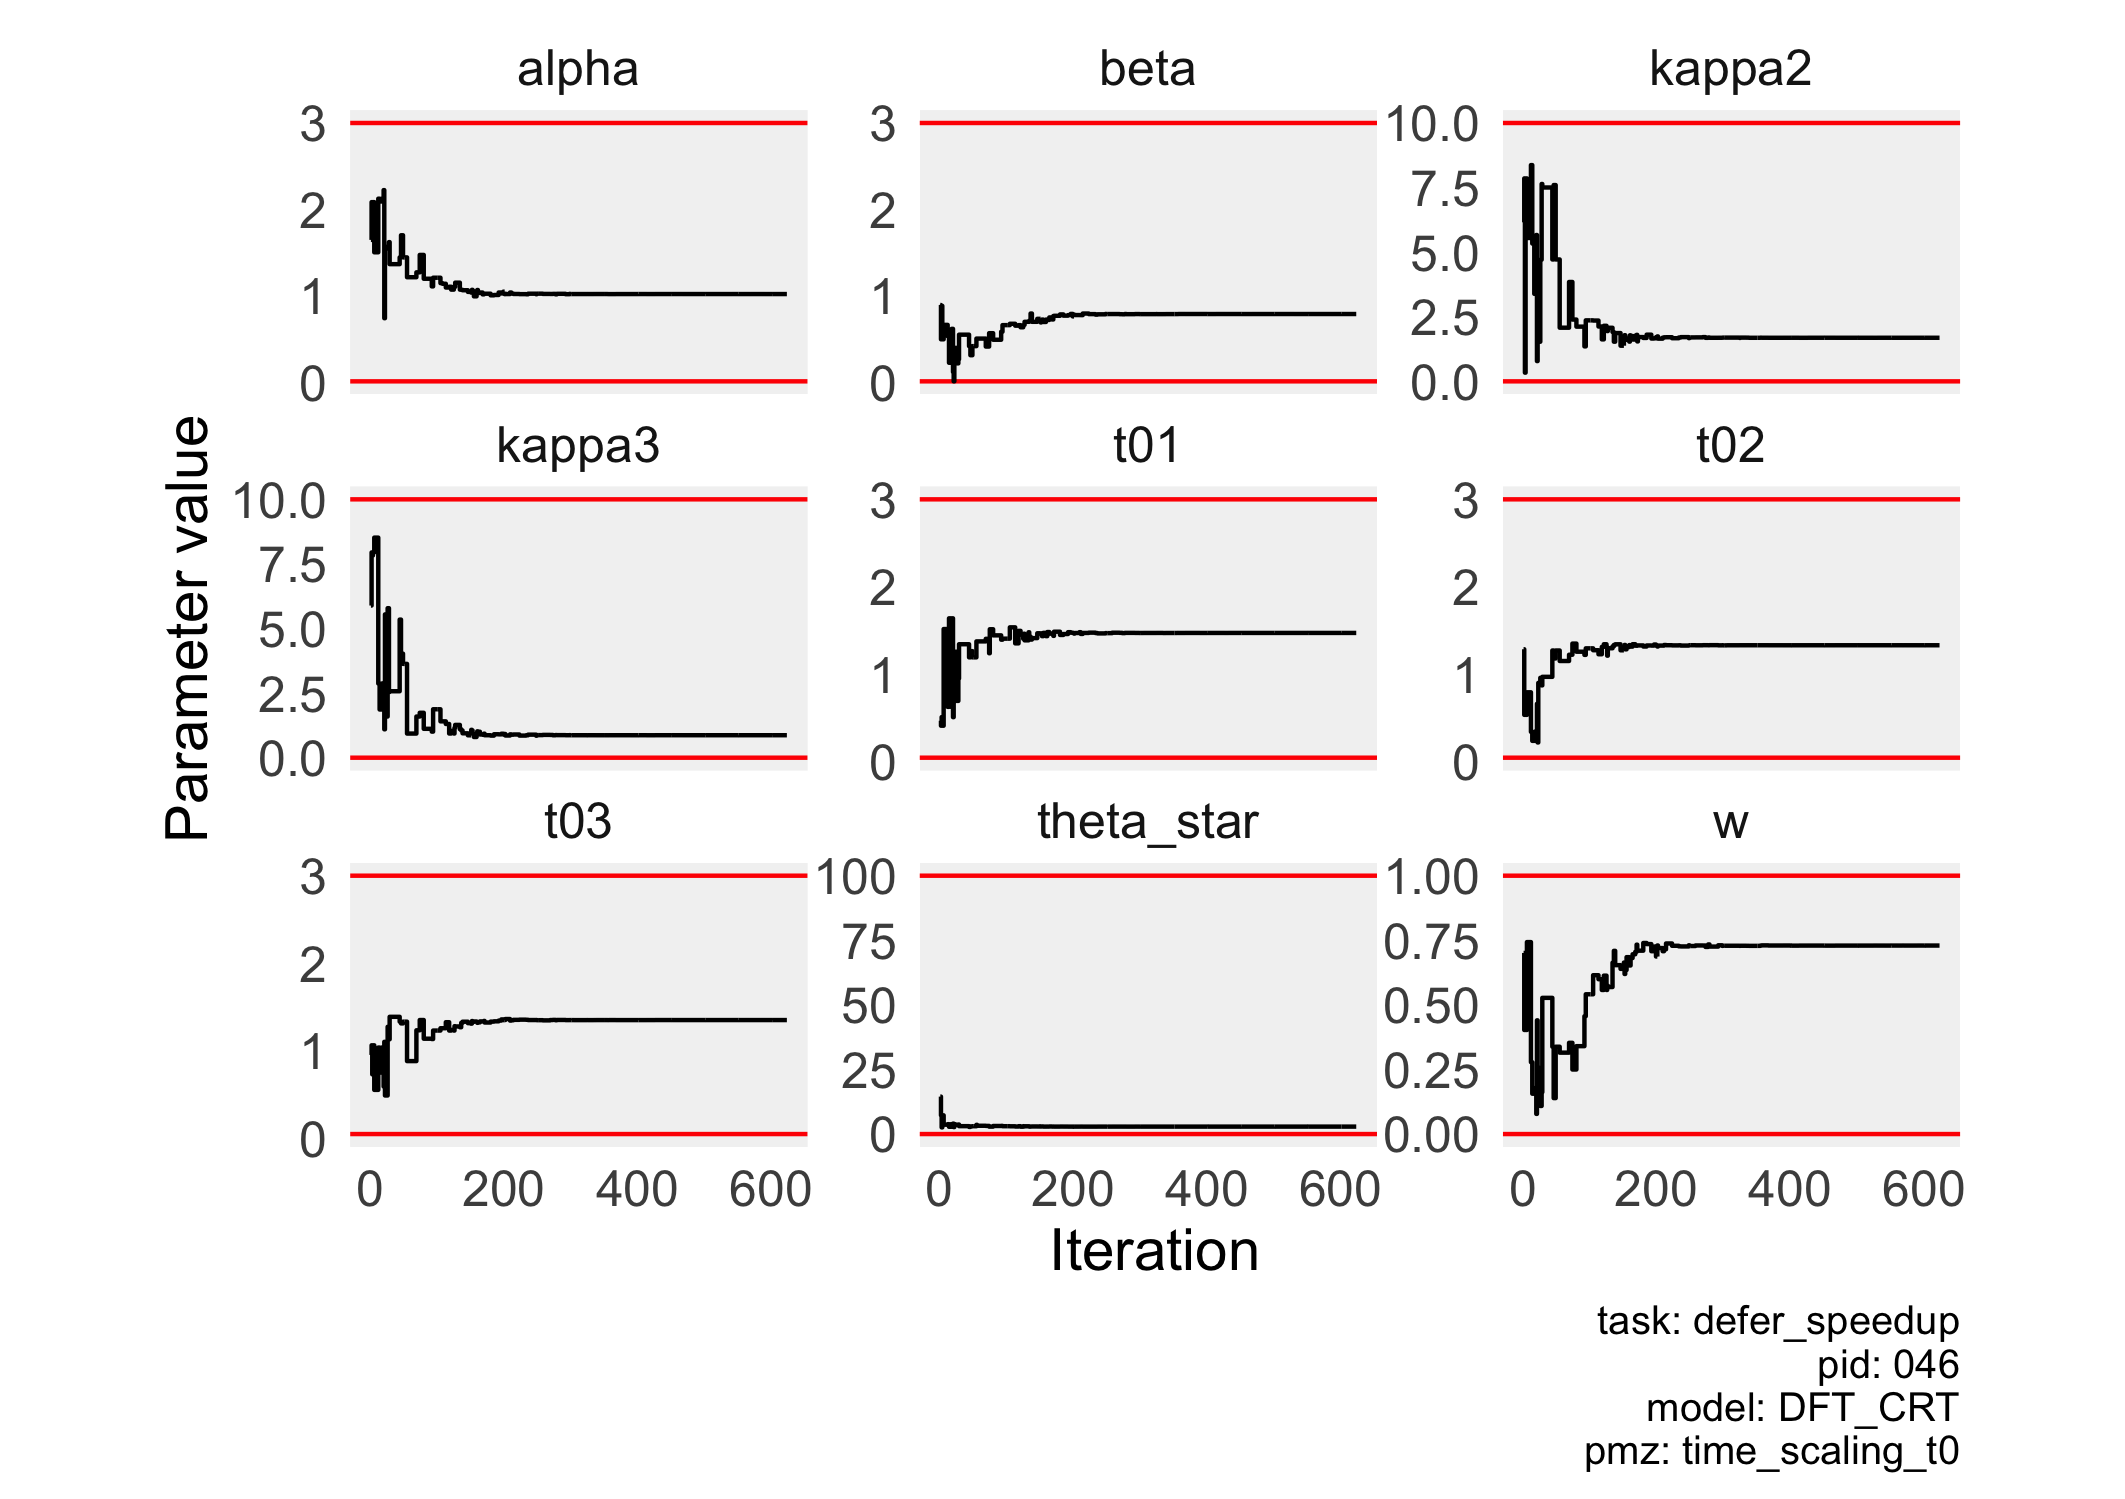 alpha
beta
kappa2
3
2
1
0
3
2
1
0
10.0
7.5
5.0
2.5
0.0
kappa3
t01
t02
10.0
7.5
5.0
2.5
0.0
3
2
1
0
3
2
1
0
t03
theta_star
w
3
2
1
0
100
75
50
25
0
1.00
0.75
0.50
0.25
0.00
0 200 400 600
0 200 400 600
0 200 400 600
Parameter value
Iteration
task: defer_speedup
pid: 046
model: DFT_CRT
pmz: time_scaling_t0